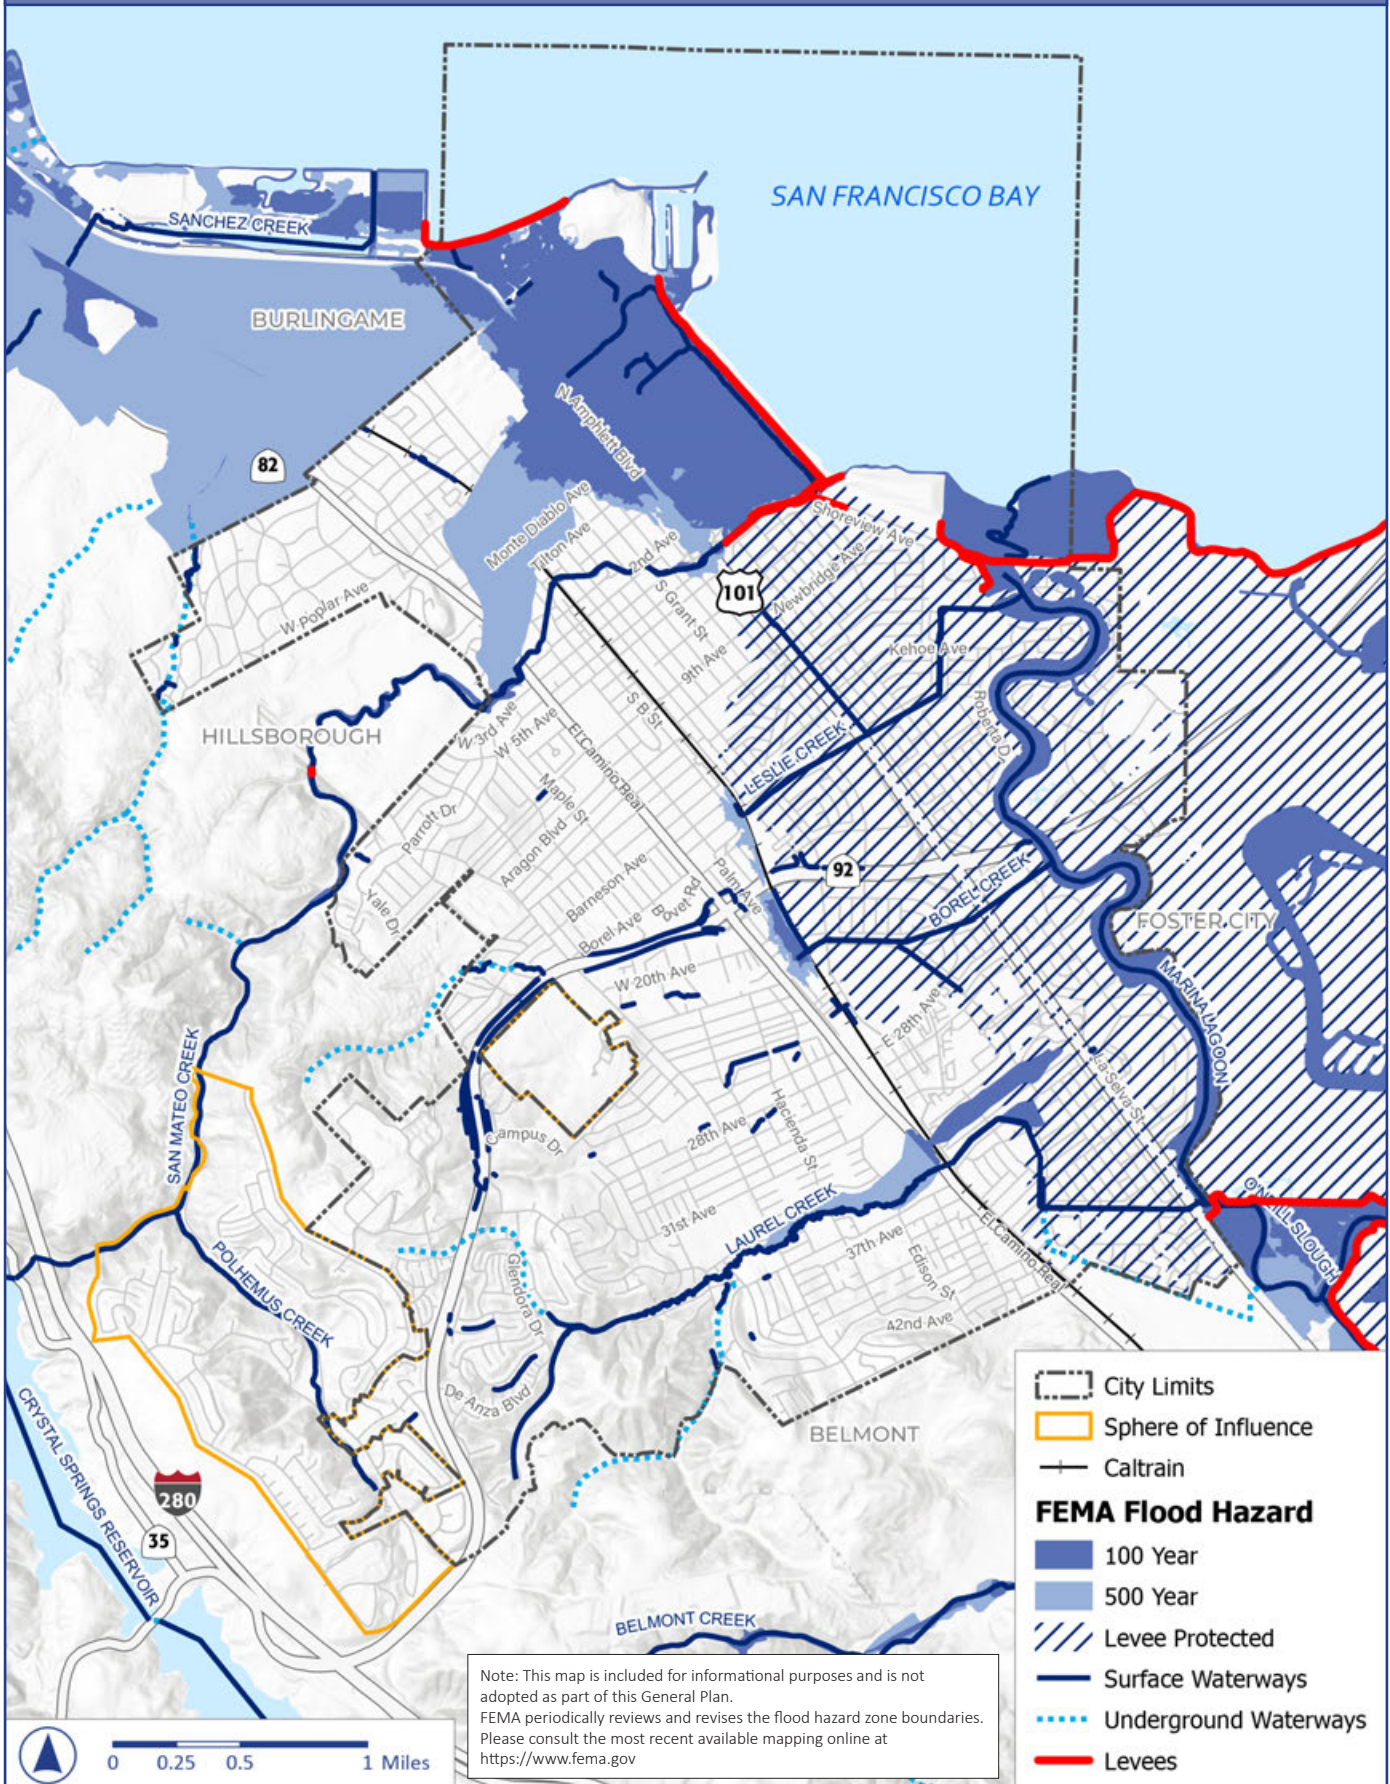 SAN FRANCISCO BAY
SANCHEZ CREEK
BURLINGAME
82
N Amphlett Blvd
Monte Diablo Ave
Tilton Ave
2nd Ave
Shoreview Ave
101
Newbridge Ave
S Grant St
9th Ave
Kehoe Ave
W Poplar Ave
HILLSBOROUGH
W 3rd Ave
W 5th Ave
S B St
El Camino Real
Roberta Dr
LESLIE CREEK
Maple St
Parrott Dr
Aragon Blvd
Barneson Ave
Palm Ave
Bovet Rd
92
BOREL CREEK
Yale Dr
Borel Ave
FOSTER CITY
W 20th Ave
MARINA LAGOON
E 28th Ave
SAN MATEO CREEK
La Selva St
Hacienda St
28th Ave
Campus Dr
31st Ave
LAUREL CREEK
37th Ave
O'NEILL SLOUGH
El Camino Real
Edison St
POLHEMUS CREEK
Glendora Dr
42nd Ave
De Anza Blvd
BELMONT
CRYSTAL SPRINGS RESERVOIR
280
35
BELMONT CREEK
City Limits
Sphere of Influence
Caltrain
FEMA Flood Hazard
100 Year
500 Year
Levee Protected
Surface Waterways
Underground Waterways
Levees
Note: This map is included for informational purposes and is not
adopted as part of this General Plan.
FEMA periodically reviews and revises the flood hazard zone boundaries.
Please consult the most recent available mapping online at
https://www.fema.gov
0 0.25 0.5 1 Miles